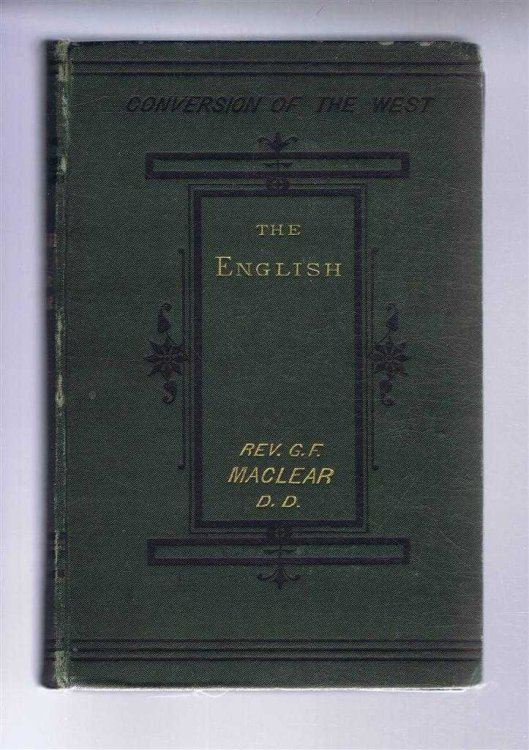 CONVERSION OF THE WEST
THE
ENGLISH
REV. G.F.
MACLEAR
D.D.